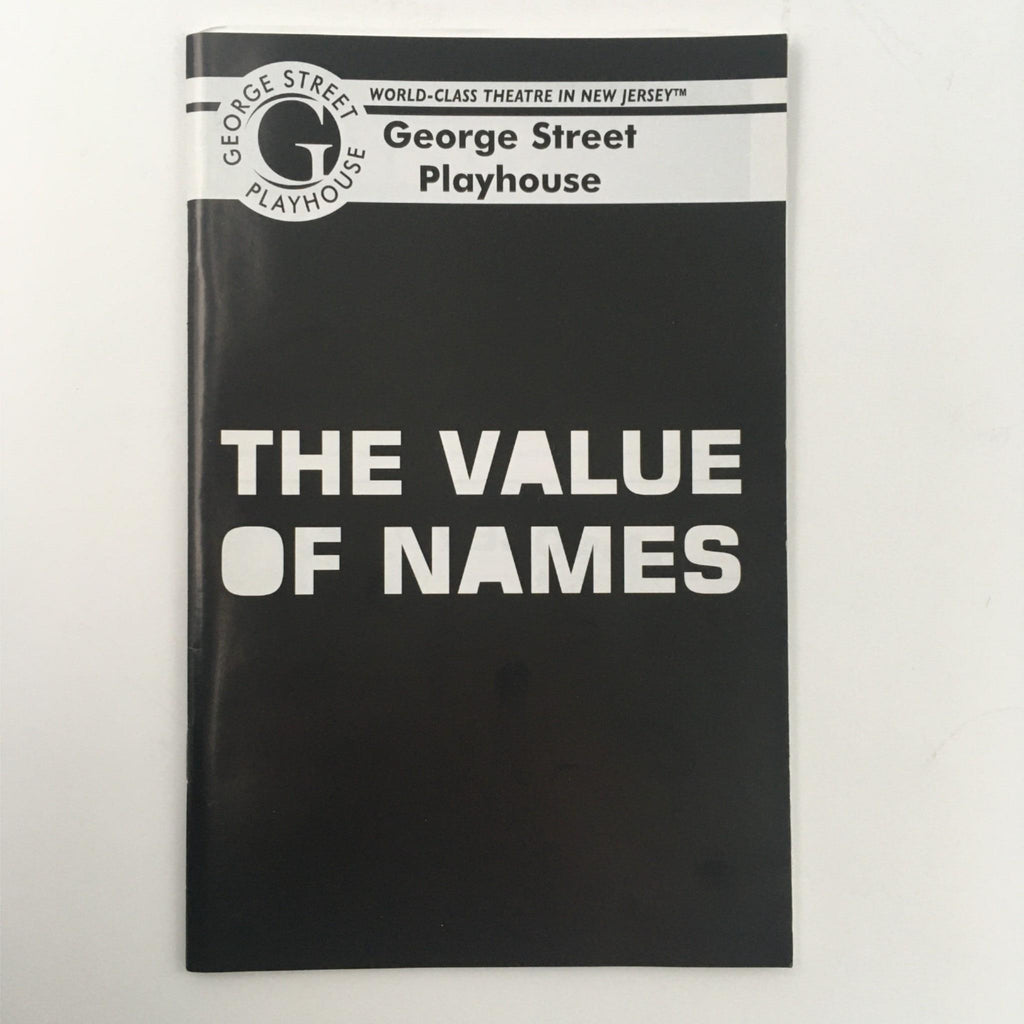 GEORGE STREET
PLAYHOUSE
G
WORLD-CLASS THEATRE IN NEW JERSEY™
George Street
Playhouse
THE VALUE
OF NAMES